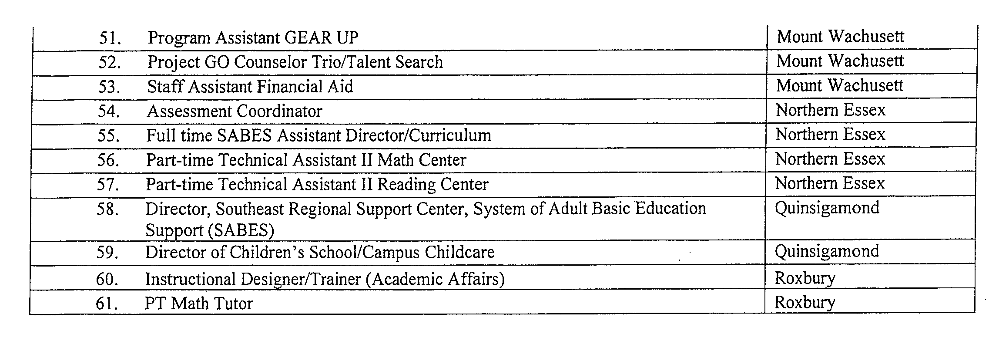 51. Program Assistant GEAR UP Mount Wachusett
52. Project GO Counselor Trio/Talent Search Mount Wachusett
53. Staff Assistant Financial Aid Mount Wachusett
54. Assessment Coordinator Northern Essex
55. Full time SABES Assistant Director/Curriculum Northern Essex
56. Part-time Technical Assistant II Math Center Northern Essex
57. Part-time Technical Assistant II Reading Center Northern Essex
58. Director, Southeast Regional Support Center, System of Adult Basic Education Quinsigamond
Support (SABES)
59. Director of Children's School/Campus Childcare Quinsigamond
60. Instructional Designer/Trainer (Academic Affairs) Roxbury
61. PT Math Tutor Roxbury